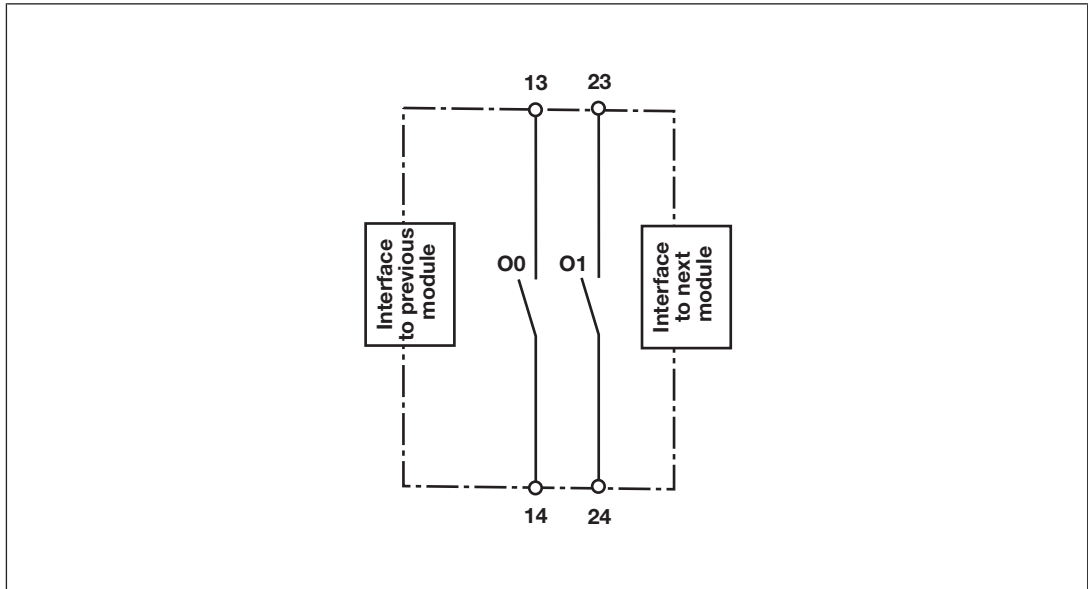 13 23
Interface
to previous
module
O0 O1
Interface
to next
module
14 24